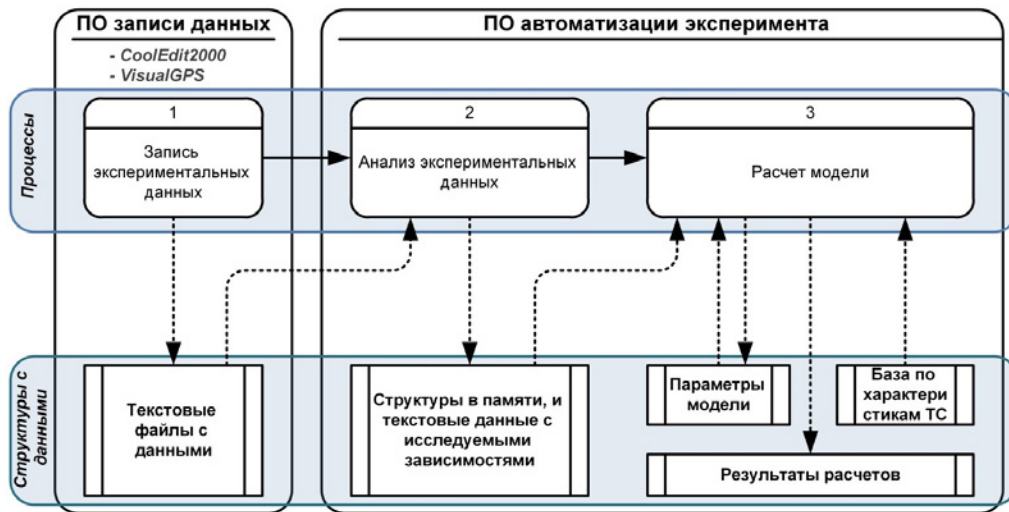 ПО записи данных
- CoolEdit2000
- VisualGPS
ПО автоматизации эксперимента
Процессы
1
Запись
экспериментальных
данных
2
Анализ экспериментальных
данных
3
Расчет модели
Структуры с
данными
Текстовые
файлы с
данными
Структуры в памяти, и
текстовые данные с
исследуемыми
зависимостями
Параметры
модели
База по
характери
стикам ТС
Результаты расчетов